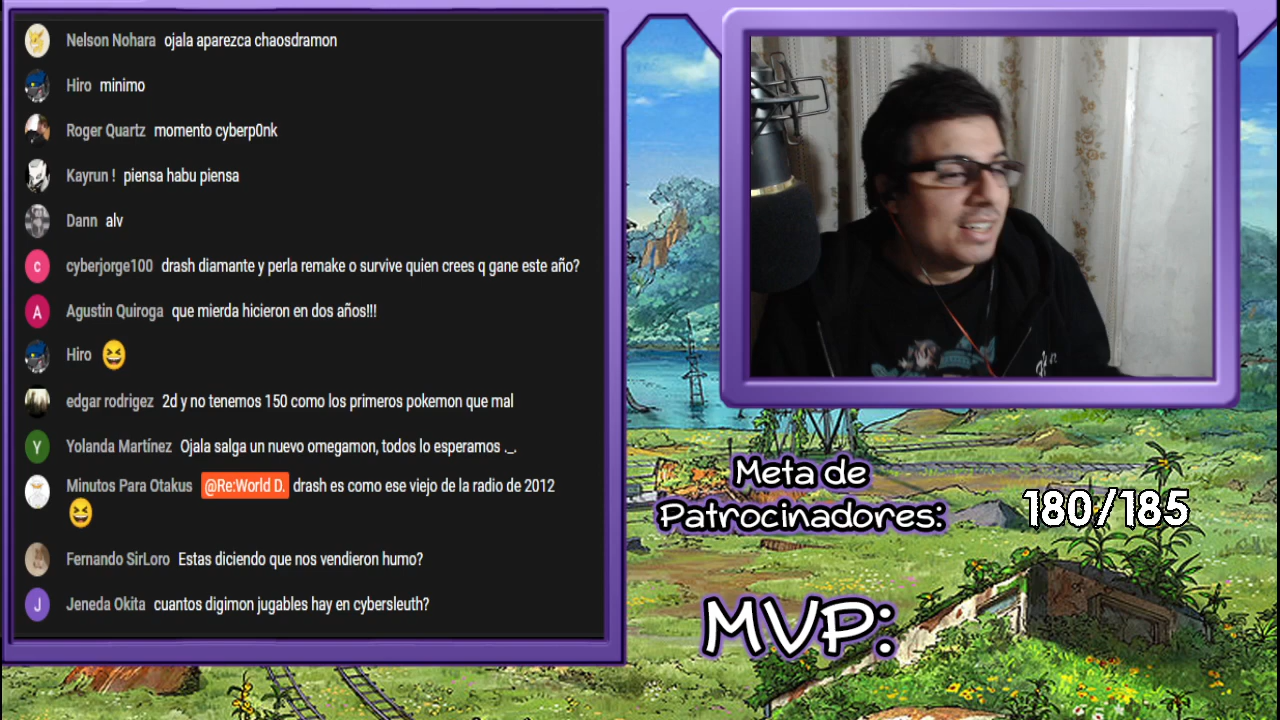 Nelson Nohara ojala aparezca chaosdramon
Hiro minimo
Roger Quartz momento cyberp0nk
Kayrun ! piensa habu piensa
Dann alv
cyberjorge100 drash diamante y perla remake o survive quien crees q gane este año?
Agustin Quiroga que mierda hicieron en dos años!!!
Hiro 😆
edgar rodrigez 2d y no tenemos 150 como los primeros pokemon que mal
Yolanda Martínez Ojala salga un nuevo omegamon, todos lo esperamos ._.
Minutos Para Otakus @Re:World D. drash es como ese viejo de la radio de 2012
😆
Fernando SirLoro Estas diciendo que nos vendieron humo?
Jeneda Okita cuantos digimon jugables hay en cybersleuth?
c
A
Y
J
Meta de
Patrocinadores: 180/185
MVP: